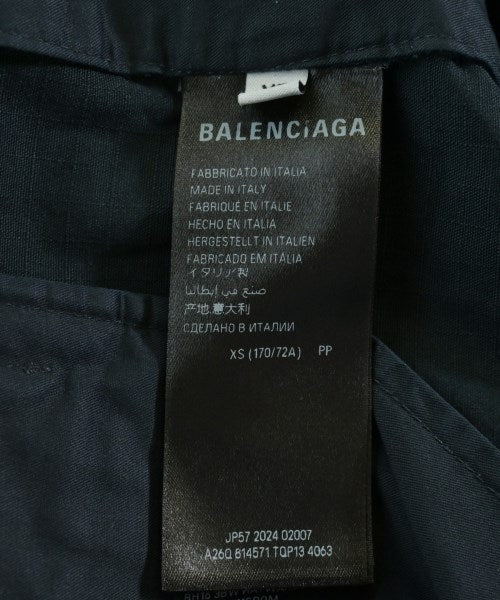 BALENCIAGA
FABBRICATO IN ITALIA
MADE IN ITALY
FABRIQUÉ EN ITALIE
HECHO EN ITALIA
HERGESTELLT IN ITALIEN
FABRICADO EM ITÁLIA
イタリア製
صنع في إيطاليا
产地:意大利
СДЕЛАНО В ИТАЛИИ
XS (170/72A) PP
JP57 2024 02007
A26Q 814571 TQP13 4063